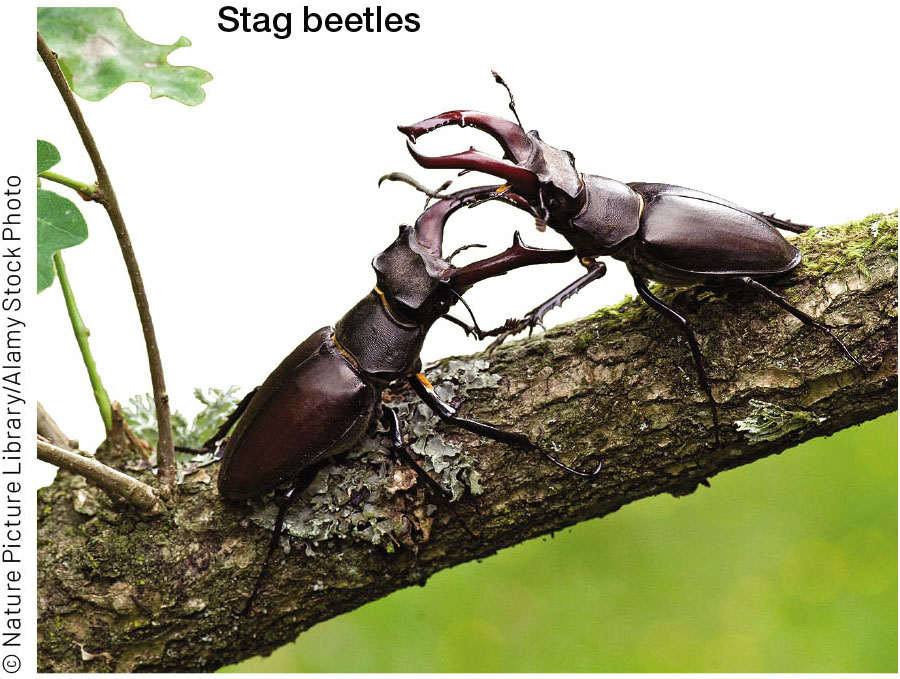 Stag beetles
© Nature Picture Library/Alamy Stock Photo